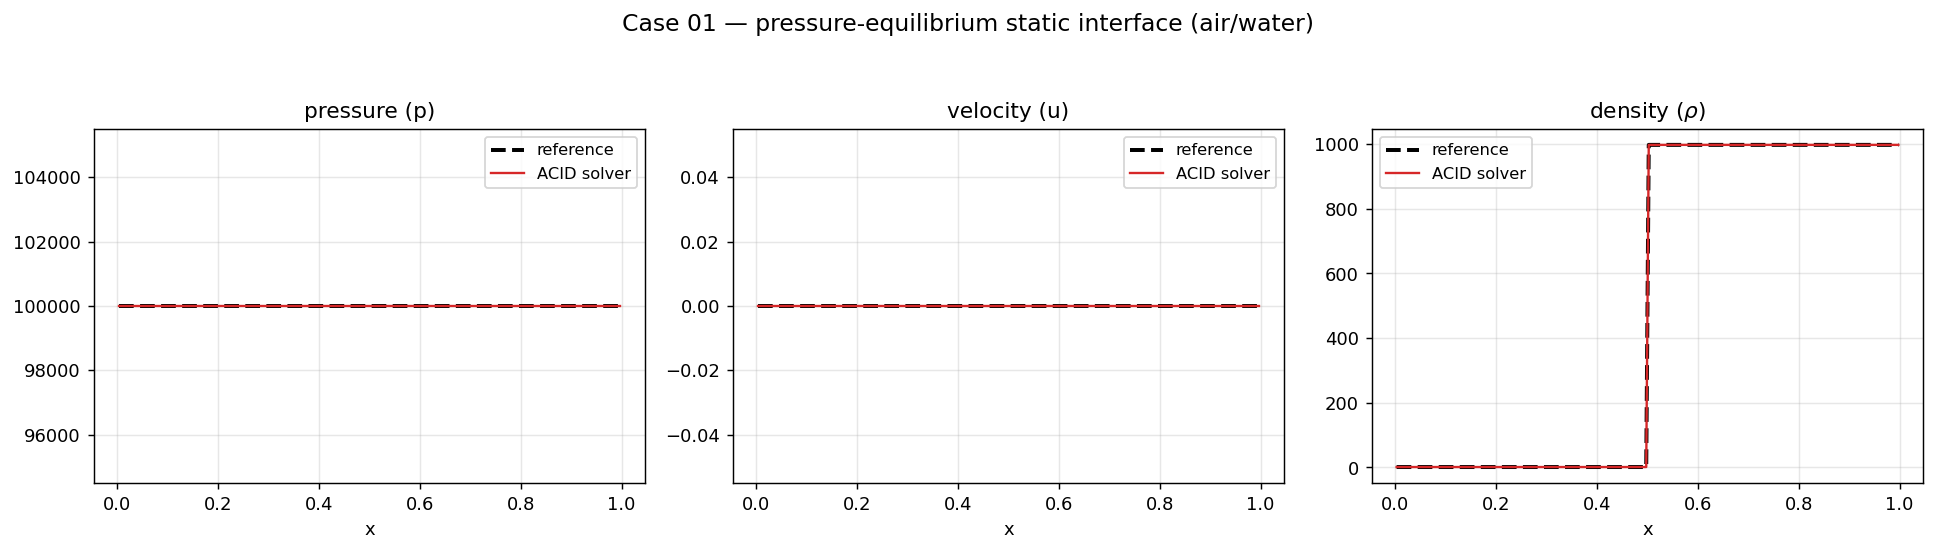 Case 01 — pressure-equilibrium static interface (air/water)
pressure (p)
reference
ACID solver
104000
102000
100000
98000
96000
0.0 0.2 0.4 0.6 0.8 1.0
x
velocity (u)
reference
ACID solver
0.04
0.02
0.00
−0.02
−0.04
0.0 0.2 0.4 0.6 0.8 1.0
x
density (ρ)
reference
ACID solver
1000
800
600
400
200
0
0.0 0.2 0.4 0.6 0.8 1.0
x